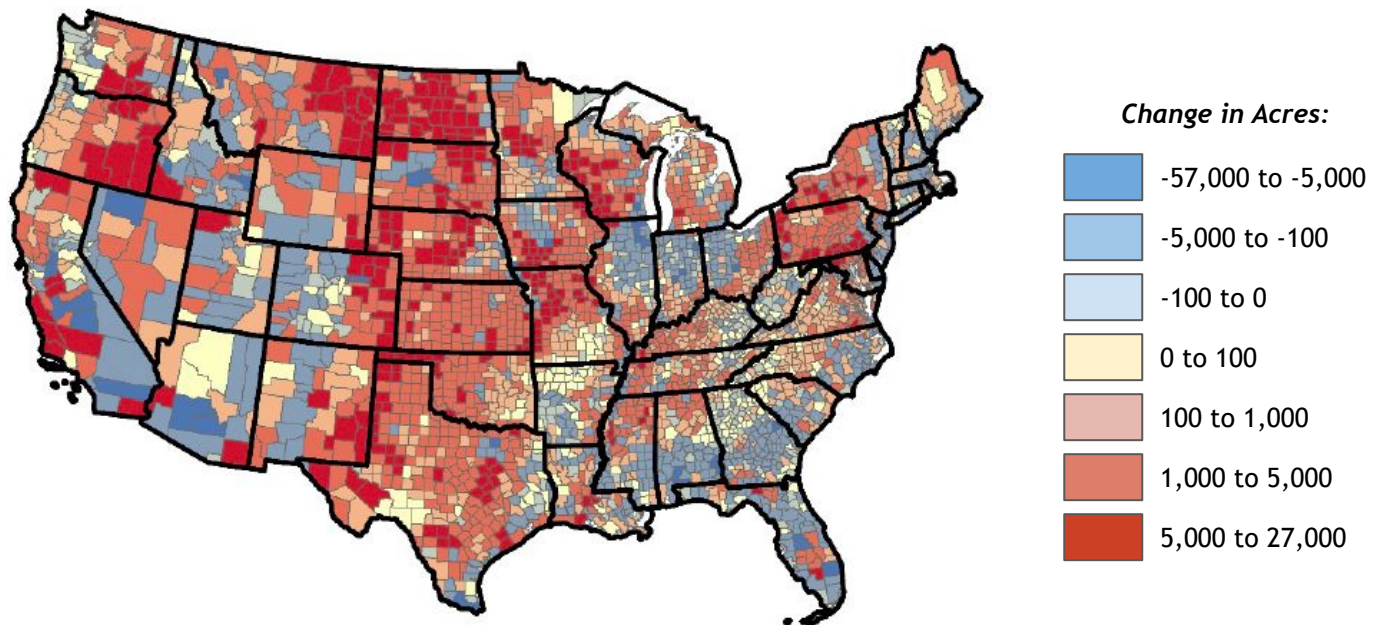 Change in Acres:
-57,000 to -5,000
-5,000 to -100
-100 to 0
0 to 100
100 to 1,000
1,000 to 5,000
5,000 to 27,000